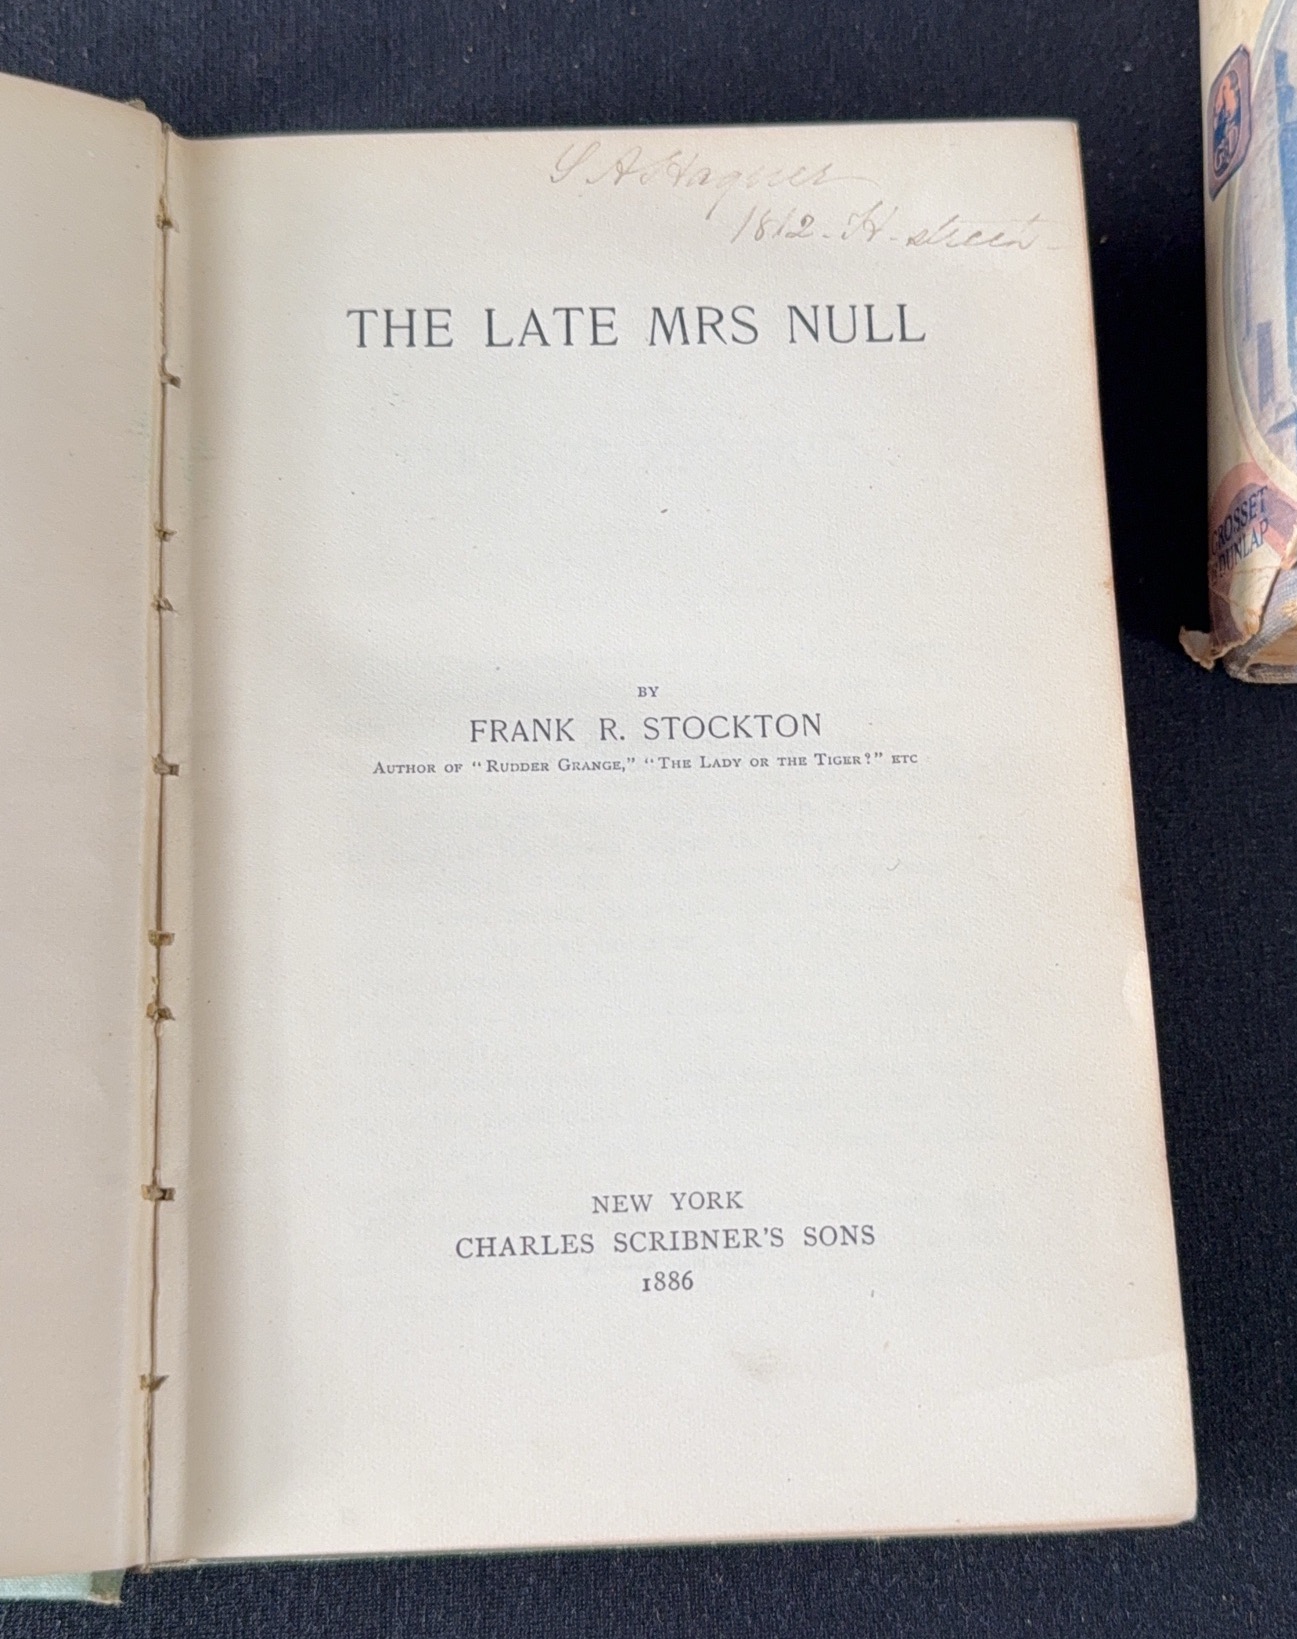 S A Hagner
1812 - H - street -
THE LATE MRS NULL
BY
FRANK R. STOCKTON
AUTHOR OF "RUDDER GRANGE," "THE LADY OR THE TIGER?" ETC
NEW YORK
CHARLES SCRIBNER'S SONS
1886
G&D
GROSSET
& DUNLAP